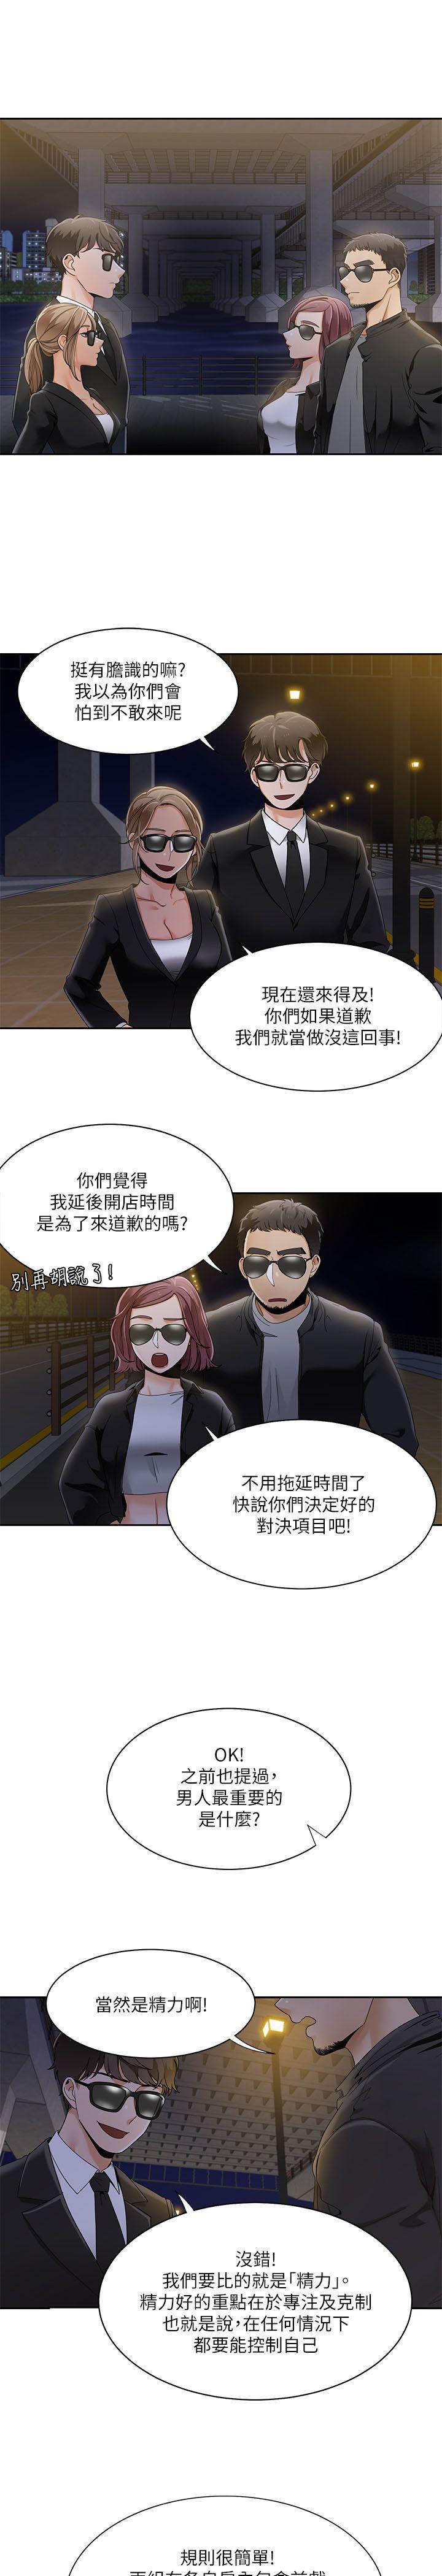 挺有膽識的嘛?
我以為你們會
怕到不敢來呢
現在還來得及!
你們如果道歉
我們就當做沒這回事!
你們覺得
我延後開店時間
是為了來道歉的嗎?
別再胡說了!
不用拖延時間了
快說你們決定好的
對決項目吧!
OK!
之前也提過,
男人最重要的
是什麼?
當然是精力啊!
沒錯!
我們要比的就是「精力」。
精力好的重點在於專注及克制
也就是說,在任何情況下
都要能控制自己
規則很簡單!